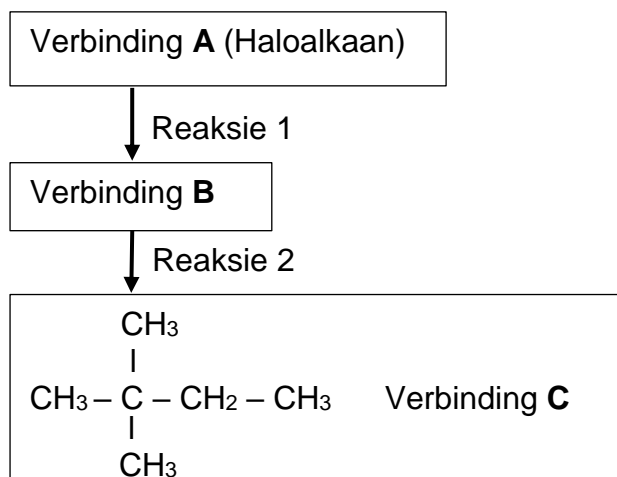 Verbinding A (Haloalkaan)
Reaksie 1
Verbinding B
Reaksie 2
CH3
CH3 – C – CH2 – CH3 Verbinding C
CH3